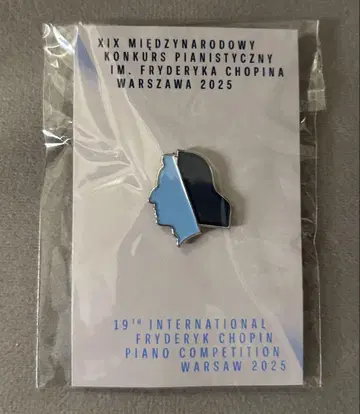 XIX MIĘDZYNARODOWY
KONKURS PIANISTYCZNY
IM. FRYDERYKA CHOPINA
WARSZAWA 2025
19TH INTERNATIONAL
FRYDERYK CHOPIN
PIANO COMPETITION
WARSAW 2025